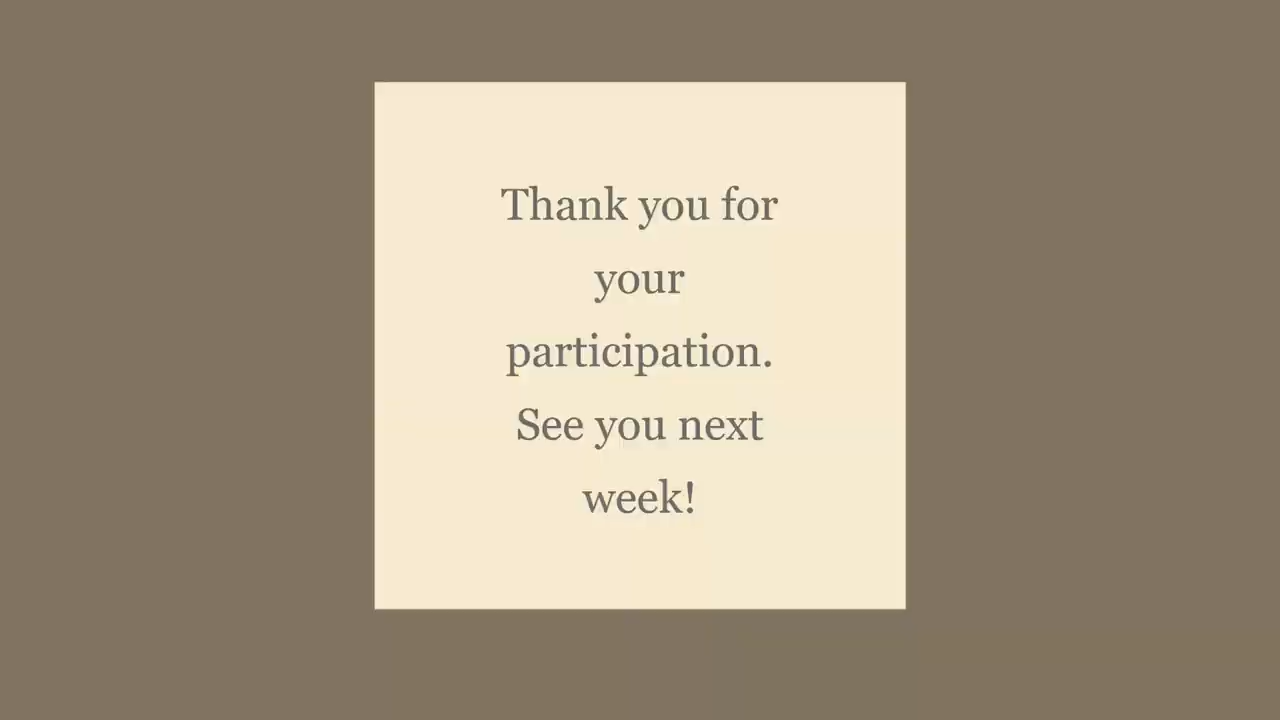 Thank you for
your
participation.
See you next
week!